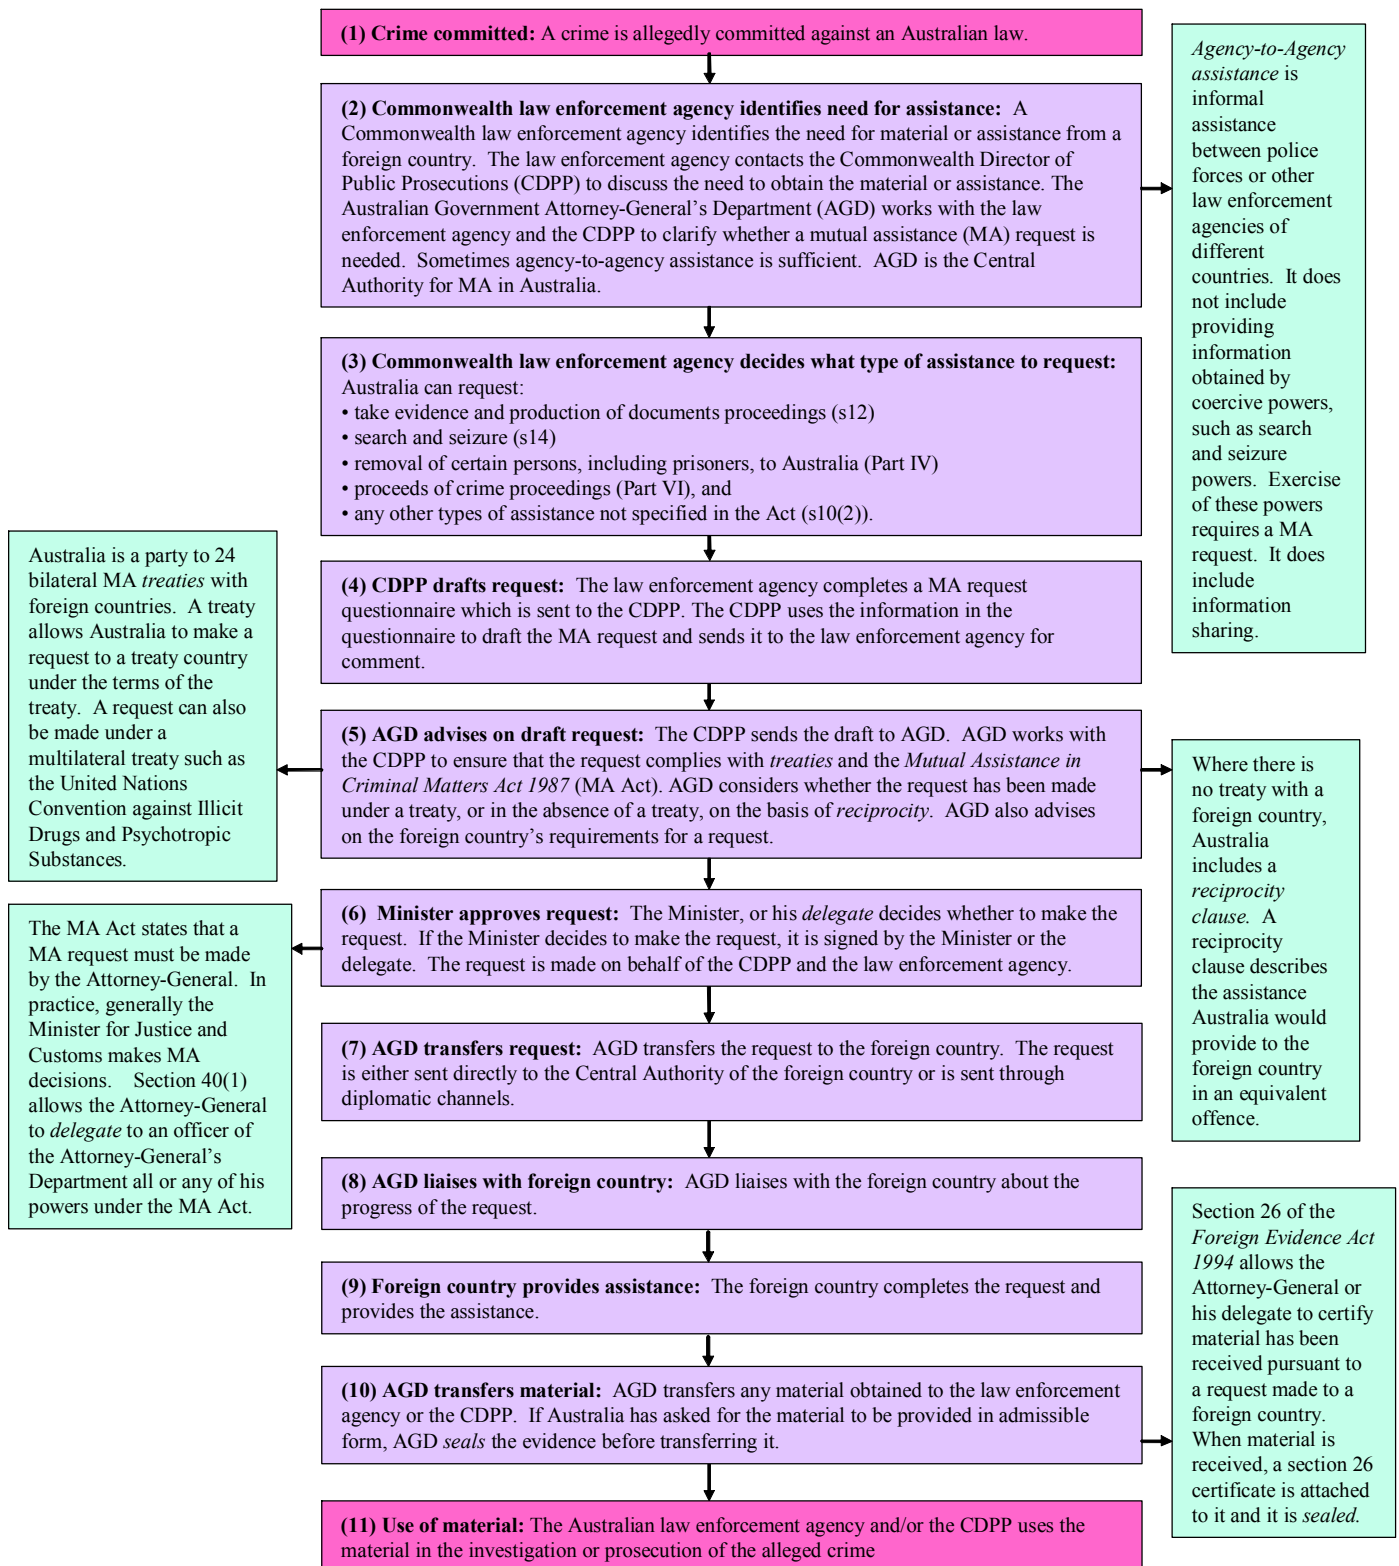 (1) Crime committed: A crime is allegedly committed against an Australian law.
(2) Commonwealth law enforcement agency identifies need for assistance: A
Commonwealth law enforcement agency identifies the need for material or assistance from a
foreign country. The law enforcement agency contacts the Commonwealth Director of
Public Prosecutions (CDPP) to discuss the need to obtain the material or assistance. The
Australian Government Attorney-General's Department (AGD) works with the law
enforcement agency and the CDPP to clarify whether a mutual assistance (MA) request is
needed. Sometimes agency-to-agency assistance is sufficient. AGD is the Central
Authority for MA in Australia.
Agency-to-Agency
assistance is
informal
assistance
between police
forces or other
law enforcement
agencies of
different
countries. It does
not include
providing
information
obtained by
coercive powers,
such as search
and seizure
powers. Exercise
of these powers
requires a MA
request. It does
include
information
sharing.
(3) Commonwealth law enforcement agency decides what type of assistance to request:
Australia can request:
• take evidence and production of documents proceedings (s12)
• search and seizure (s14)
• removal of certain persons, including prisoners, to Australia (Part IV)
• proceeds of crime proceedings (Part VI), and
• any other types of assistance not specified in the Act (s10(2)).
(4) CDPP drafts request: The law enforcement agency completes a MA request
questionnaire which is sent to the CDPP. The CDPP uses the information in the
questionnaire to draft the MA request and sends it to the law enforcement agency for
comment.
Australia is a party to 24
bilateral MA treaties with
foreign countries. A treaty
allows Australia to make a
request to a treaty country
under the terms of the
treaty. A request can also
be made under a
multilateral treaty such as
the United Nations
Convention against Illicit
Drugs and Psychotropic
Substances.
(5) AGD advises on draft request: The CDPP sends the draft to AGD. AGD works with
the CDPP to ensure that the request complies with treaties and the Mutual Assistance in
Criminal Matters Act 1987 (MA Act). AGD considers whether the request has been made
under a treaty, or in the absence of a treaty, on the basis of reciprocity. AGD also advises
on the foreign country's requirements for a request.
Where there is
no treaty with a
foreign country,
Australia
includes a
reciprocity
clause. A
reciprocity
clause describes
the assistance
Australia would
provide to the
foreign country
in an equivalent
offence.
(6) Minister approves request: The Minister, or his delegate decides whether to make the
request. If the Minister decides to make the request, it is signed by the Minister or the
delegate. The request is made on behalf of the CDPP and the law enforcement agency.
The MA Act states that a
MA request must be made
by the Attorney-General. In
practice, generally the
Minister for Justice and
Customs makes MA
decisions. Section 40(1)
allows the Attorney-General
to delegate to an officer of
the Attorney-General's
Department all or any of his
powers under the MA Act.
(7) AGD transfers request: AGD transfers the request to the foreign country. The request
is either sent directly to the Central Authority of the foreign country or is sent through
diplomatic channels.
(8) AGD liaises with foreign country: AGD liaises with the foreign country about the
progress of the request.
(9) Foreign country provides assistance: The foreign country completes the request and
provides the assistance.
(10) AGD transfers material: AGD transfers any material obtained to the law enforcement
agency or the CDPP. If Australia has asked for the material to be provided in admissible
form, AGD seals the evidence before transferring it.
Section 26 of the
Foreign Evidence Act
1994 allows the
Attorney-General or
his delegate to certify
material has been
received pursuant to
a request made to a
foreign country.
When material is
received, a section 26
certificate is attached
to it and it is sealed.
(11) Use of material: The Australian law enforcement agency and/or the CDPP uses the
material in the investigation or prosecution of the alleged crime